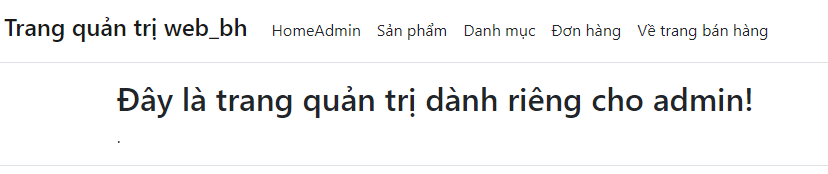 Trang quản trị web_bh HomeAdmin Sản phẩm Danh mục Đơn hàng Về trang bán hàng
Đây là trang quản trị dành riêng cho admin!
.